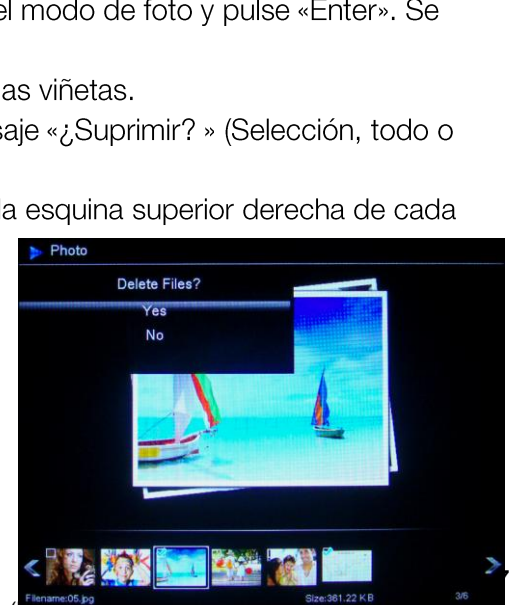 el modo de foto y pulse «Enter». Se
as viñetas.
saje «¿Suprimir? » (Selección, todo o
la esquina superior derecha de cada
Photo
Delete Files?
Yes
No
Filename:05.jpg
Size:361.22 KB
3/6